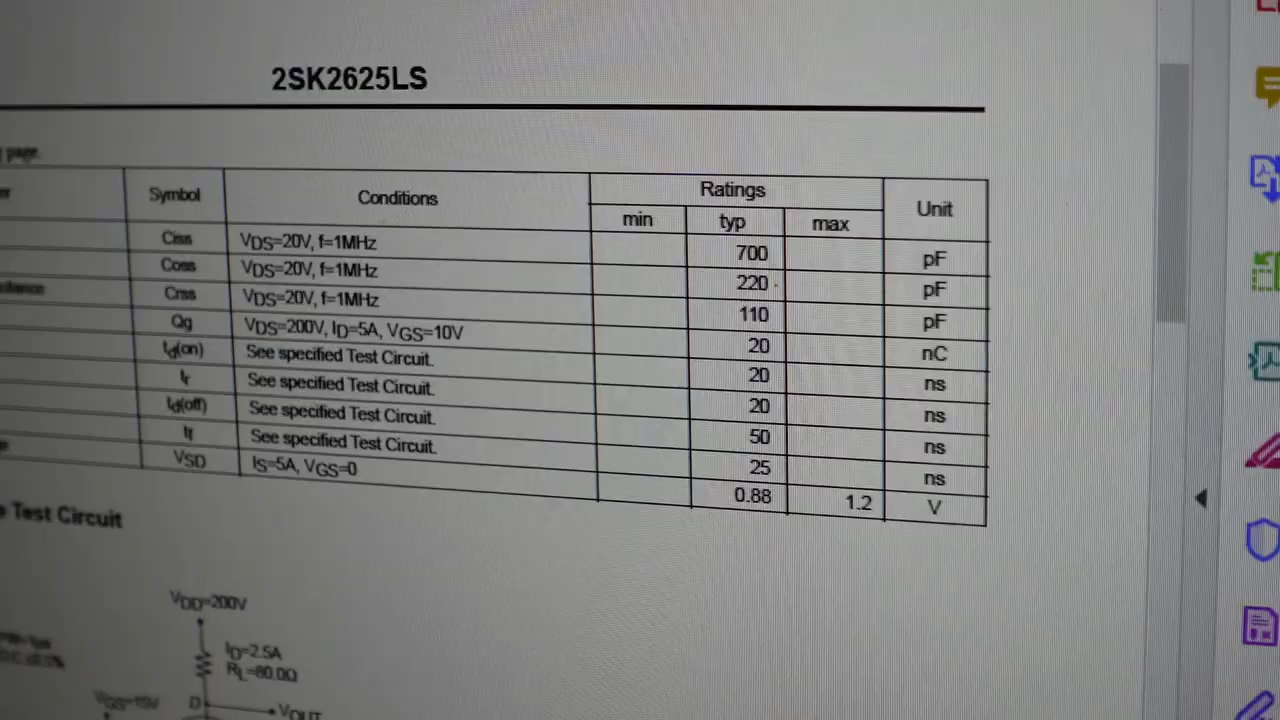 2SK2625LS
page.
Symbol Conditions Ratings Unit
min typ max
Ciss VDS=20V, f=1MHz 700 pF
Coss VDS=20V, f=1MHz 220 pF
Crss VDS=20V, f=1MHz 110 pF
Qg VDS=200V, ID=5A, VGS=10V 20 nC
td(on) See specified Test Circuit. 20 ns
tr See specified Test Circuit. 20 ns
td(off) See specified Test Circuit. 50 ns
tf See specified Test Circuit. 25 ns
VSD IS=5A, VGS=0 0.88 1.2 V
Test Circuit
VDD=200V
ID=2.5A
RL=80.0Ω
VGS=15V
D
VOUT